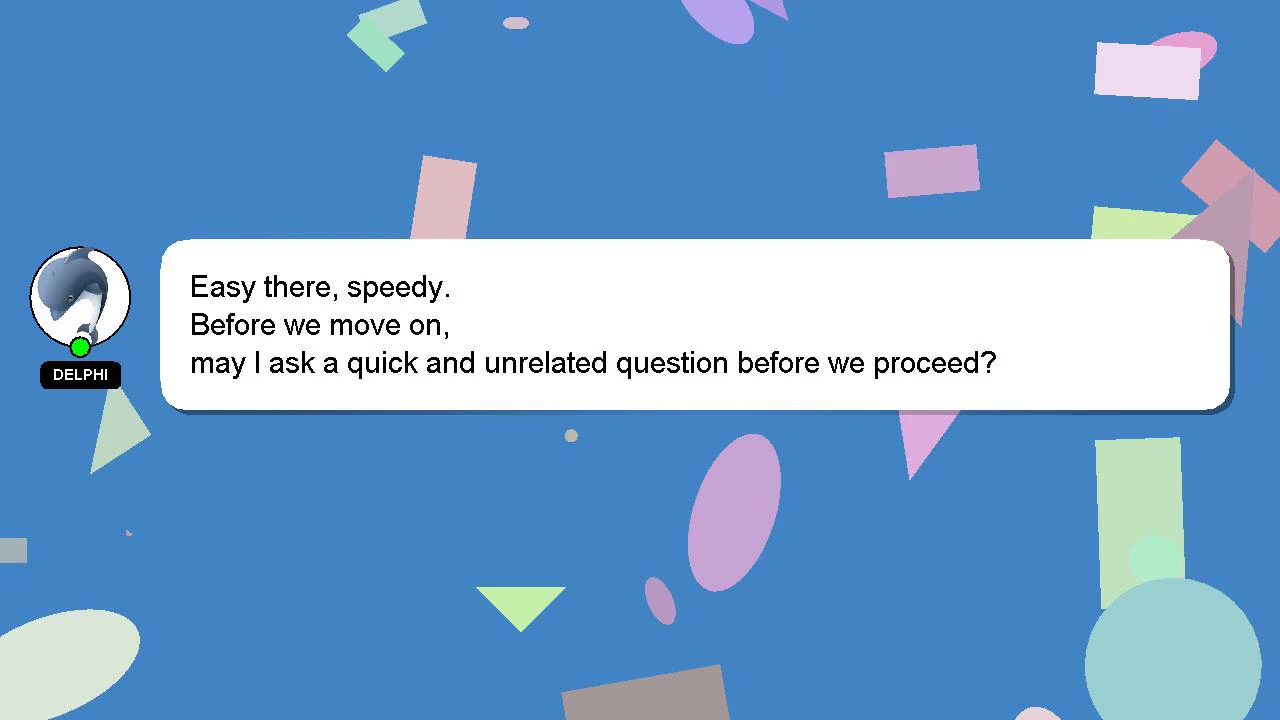 Easy there, speedy.
Before we move on,
may I ask a quick and unrelated question before we proceed?
DELPHI